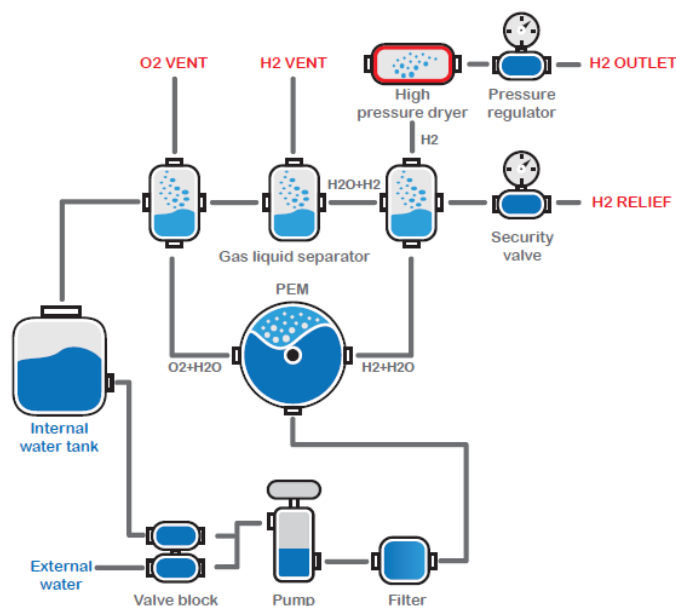 O2 VENT
H2 VENT
H2 OUTLET
High
pressure dryer
Pressure
regulator
H2
H2O+H2
H2 RELIEF
Gas liquid separator
Security
valve
PEM
O2+H2O
H2+H2O
Internal
water tank
External
water
Valve block
Pump
Filter